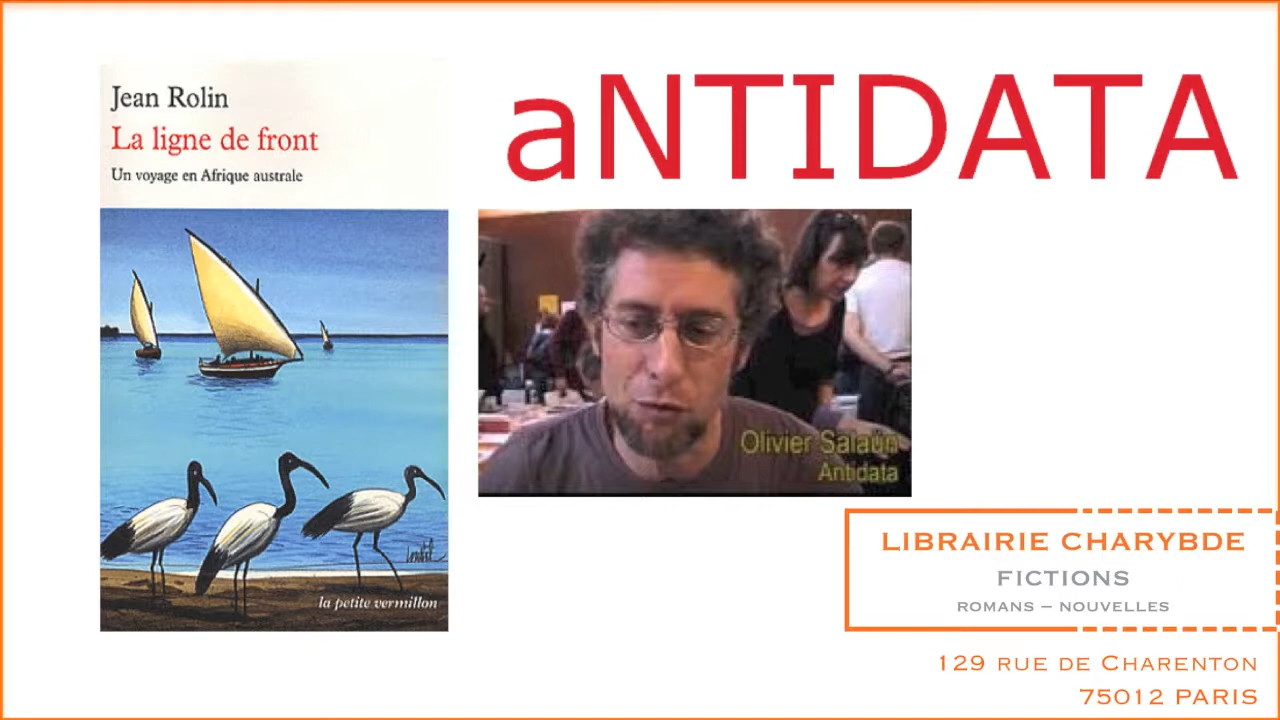 Jean Rolin
La ligne de front
Un voyage en Afrique australe
la petite vermillon
aNTIDATA
Olivier Salaün
Antidata
LIBRAIRIE CHARYBDE
FICTIONS
ROMANS – NOUVELLES
129 RUE DE CHARENTON
75012 PARIS